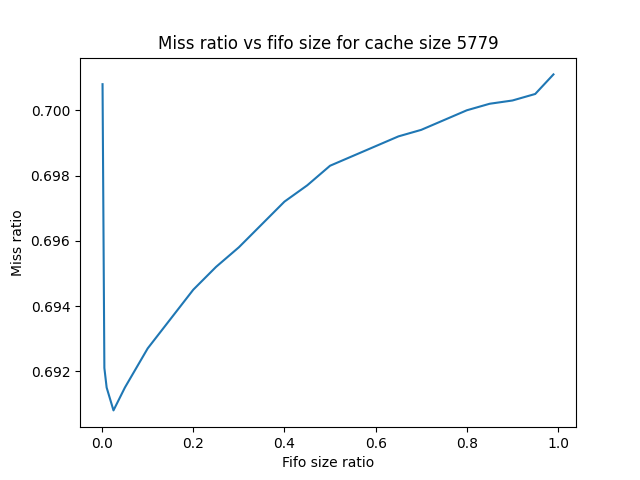 Miss ratio vs fifo size for cache size 5779
Miss ratio
0.700
0.698
0.696
0.694
0.692
0.0 0.2 0.4 0.6 0.8 1.0
Fifo size ratio